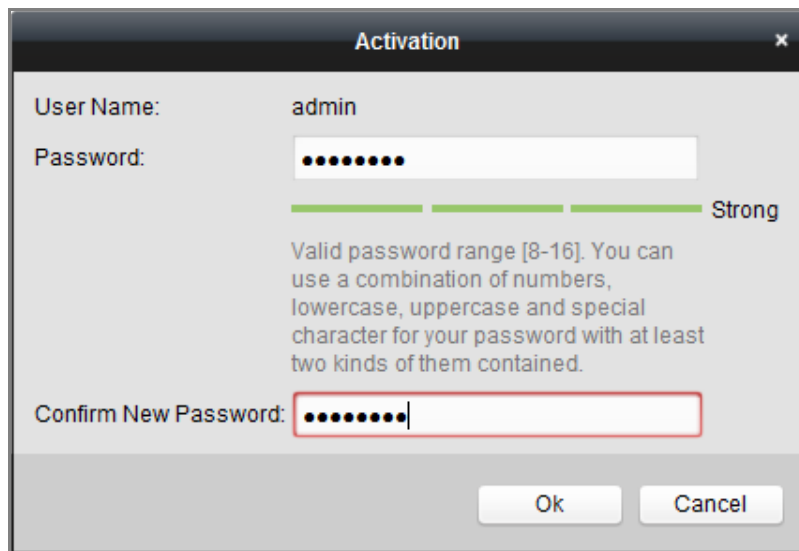 Activation
×
User Name: admin
Password: ●●●●●●●●
Strong
Valid password range [8-16]. You can
use a combination of numbers,
lowercase, uppercase and special
character for your password with at least
two kinds of them contained.
Confirm New Password: ●●●●●●●●
Ok Cancel